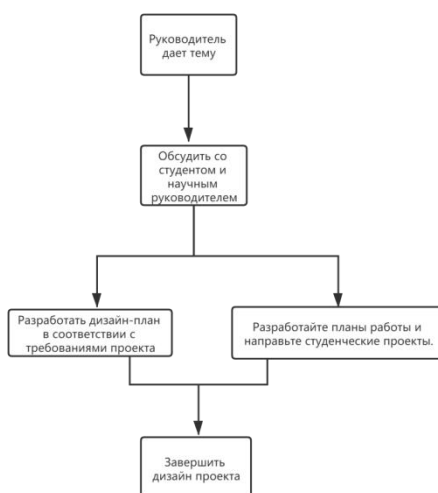 Руководитель
дает тему
Обсудить со
студентом и
научным
руководителем
Разработать дизайн-план
в соответствии с
требованиями проекта
Разработайте планы работы и
направьте студенческие проекты.
Завершить
дизайн проекта